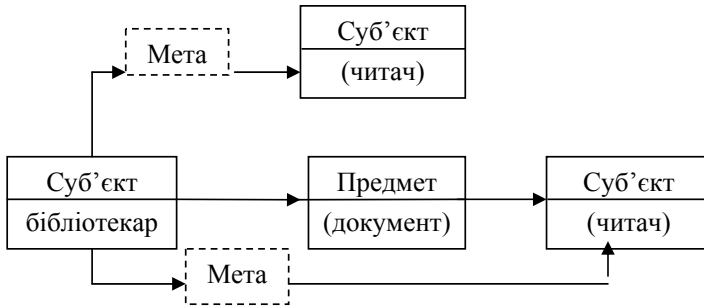 Мета
Суб’єкт
(читач)
Суб’єкт
бібліотекар
Предмет
(документ)
Суб’єкт
(читач)
Мета